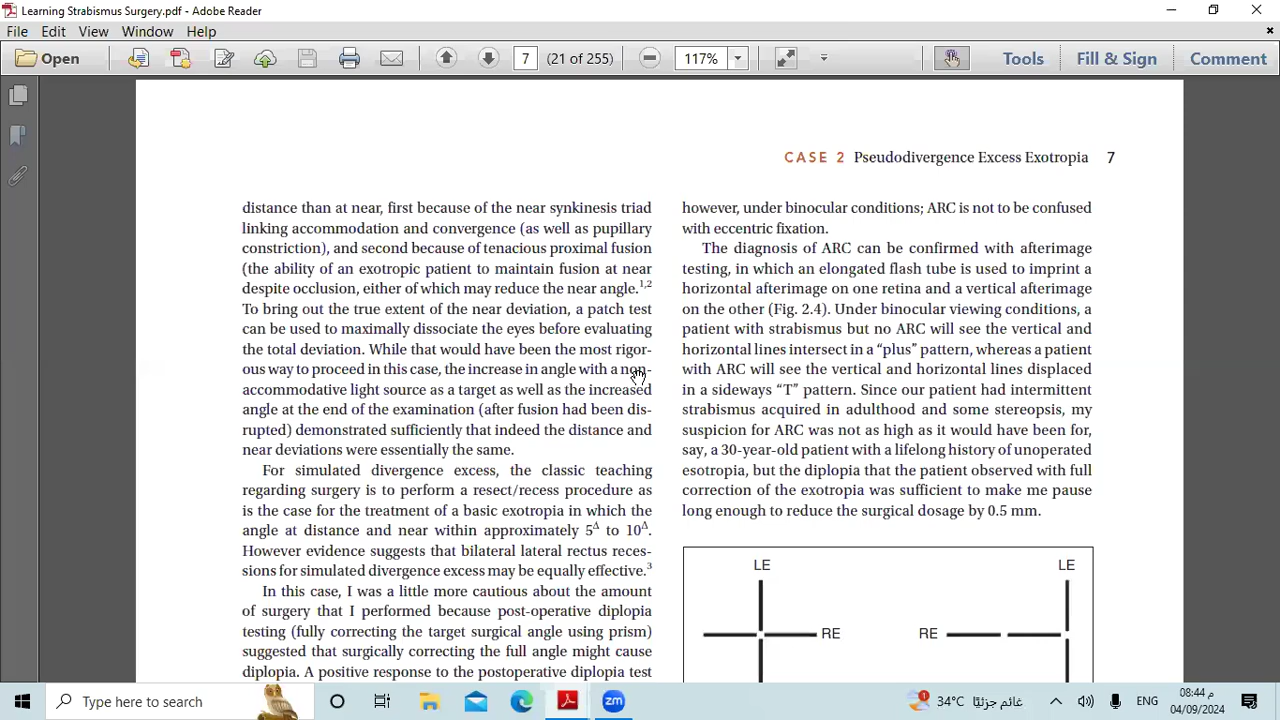 Learning Strabismus Surgery.pdf - Adobe Reader
File Edit View Window Help
Open 7 (21 of 255) 117% Tools Fill & Sign Comment
CASE 2 Pseudodivergence Excess Exotropia 7
distance than at near, first because of the near synkinesis triad
linking accommodation and convergence (as well as pupillary
constriction), and second because of tenacious proximal fusion
(the ability of an exotropic patient to maintain fusion at near
despite occlusion, either of which may reduce the near angle.1,2
To bring out the true extent of the near deviation, a patch test
can be used to maximally dissociate the eyes before evaluating
the total deviation. While that would have been the most rigor-
ous way to proceed in this case, the increase in angle with a non-
accommodative light source as a target as well as the increased
angle at the end of the examination (after fusion had been dis-
rupted) demonstrated sufficiently that indeed the distance and
near deviations were essentially the same.
For simulated divergence excess, the classic teaching
regarding surgery is to perform a resect/recess procedure as
is the case for the treatment of a basic exotropia in which the
angle at distance and near within approximately 5Δ to 10Δ.
However evidence suggests that bilateral lateral rectus reces-
sions for simulated divergence excess may be equally effective.3
In this case, I was a little more cautious about the amount
of surgery that I performed because post-operative diplopia
testing (fully correcting the target surgical angle using prism)
suggested that surgically correcting the full angle might cause
diplopia. A positive response to the postoperative diplopia test
however, under binocular conditions; ARC is not to be confused
with eccentric fixation.
The diagnosis of ARC can be confirmed with afterimage
testing, in which an elongated flash tube is used to imprint a
horizontal afterimage on one retina and a vertical afterimage
on the other (Fig. 2.4). Under binocular viewing conditions, a
patient with strabismus but no ARC will see the vertical and
horizontal lines intersect in a “plus” pattern, whereas a patient
with ARC will see the vertical and horizontal lines displaced
in a sideways “T” pattern. Since our patient had intermittent
strabismus acquired in adulthood and some stereopsis, my
suspicion for ARC was not as high as it would have been for,
say, a 30-year-old patient with a lifelong history of unoperated
esotropia, but the diplopia that the patient observed with full
correction of the exotropia was sufficient to make me pause
long enough to reduce the surgical dosage by 0.5 mm.
LE LE
RE RE
Type here to search zm 1 34°C غائم جزئيًا ENG م 08:44
04/09/2024